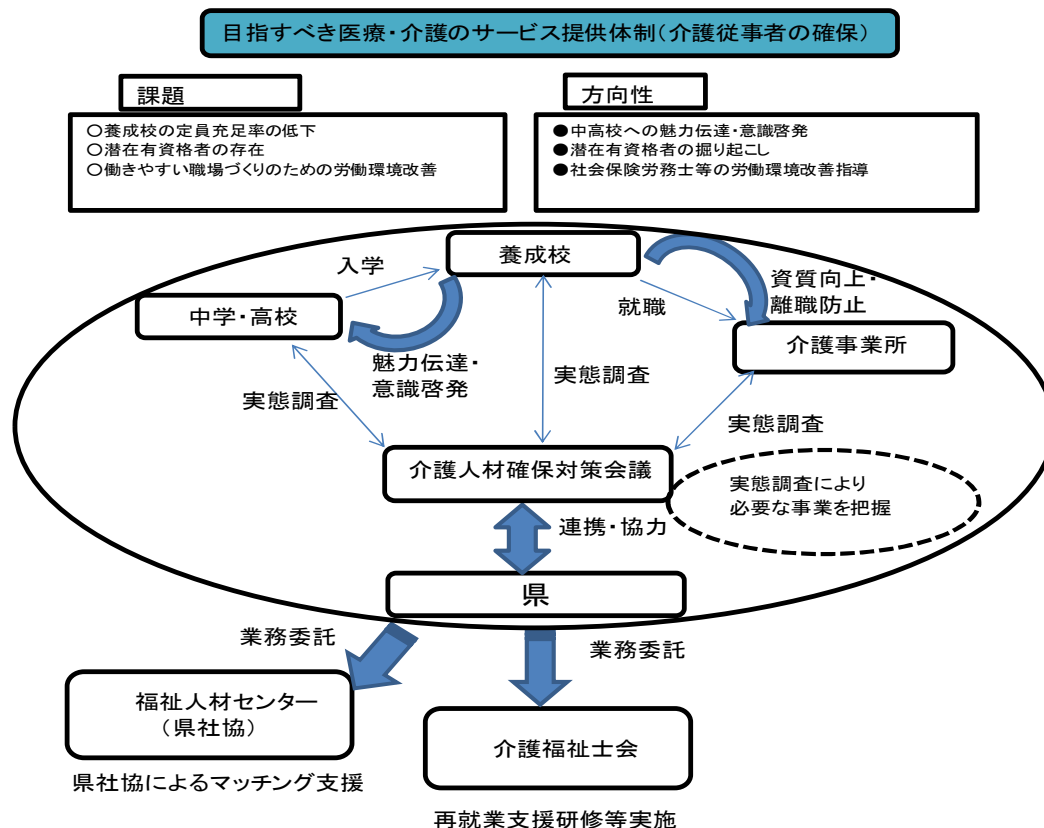 目指すべき医療・介護のサービス提供体制(介護従事者の確保)
課題
○養成校の定員充足率の低下
○潜在有資格者の存在
○働きやすい職場づくりのための労働環境改善
方向性
●中高校への魅力伝達・意識啓発
●潜在有資格者の掘り起こし
●社会保険労務士等の労働環境改善指導
養成校
入学
中学・高校
資質向上・
離職防止
就職
介護事業所
魅力伝達・
意識啓発
実態調査
実態調査
実態調査
介護人材確保対策会議
実態調査により
必要な事業を把握
連携・協力
県
業務委託
業務委託
福祉人材センター
(県社協)
介護福祉士会
県社協によるマッチング支援
再就業支援研修等実施